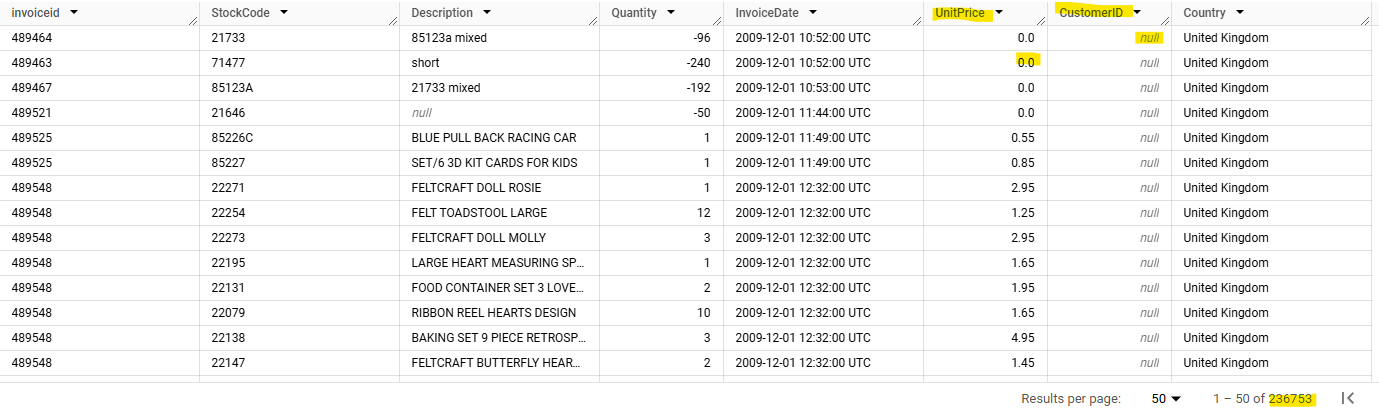 invoiceid StockCode Description Quantity InvoiceDate UnitPrice CustomerID Country
489464 21733 85123a mixed -96 2009-12-01 10:52:00 UTC 0.0 null United Kingdom
489463 71477 short -240 2009-12-01 10:52:00 UTC 0.0 null United Kingdom
489467 85123A 21733 mixed -192 2009-12-01 10:53:00 UTC 0.0 null United Kingdom
489521 21646 null -50 2009-12-01 11:44:00 UTC 0.0 null United Kingdom
489525 85226C BLUE PULL BACK RACING CAR 1 2009-12-01 11:49:00 UTC 0.55 null United Kingdom
489525 85227 SET/6 3D KIT CARDS FOR KIDS 1 2009-12-01 11:49:00 UTC 0.85 null United Kingdom
489548 22271 FELTCRAFT DOLL ROSIE 1 2009-12-01 12:32:00 UTC 2.95 null United Kingdom
489548 22254 FELT TOADSTOOL LARGE 12 2009-12-01 12:32:00 UTC 1.25 null United Kingdom
489548 22273 FELTCRAFT DOLL MOLLY 3 2009-12-01 12:32:00 UTC 2.95 null United Kingdom
489548 22195 LARGE HEART MEASURING SP... 1 2009-12-01 12:32:00 UTC 1.65 null United Kingdom
489548 22131 FOOD CONTAINER SET 3 LOVE... 2 2009-12-01 12:32:00 UTC 1.95 null United Kingdom
489548 22079 RIBBON REEL HEARTS DESIGN 10 2009-12-01 12:32:00 UTC 1.65 null United Kingdom
489548 22138 BAKING SET 9 PIECE RETROSP... 3 2009-12-01 12:32:00 UTC 4.95 null United Kingdom
489548 22147 FELTCRAFT BUTTERFLY HEAR... 2 2009-12-01 12:32:00 UTC 1.45 null United Kingdom
Results per page: 50 1 – 50 of 236753